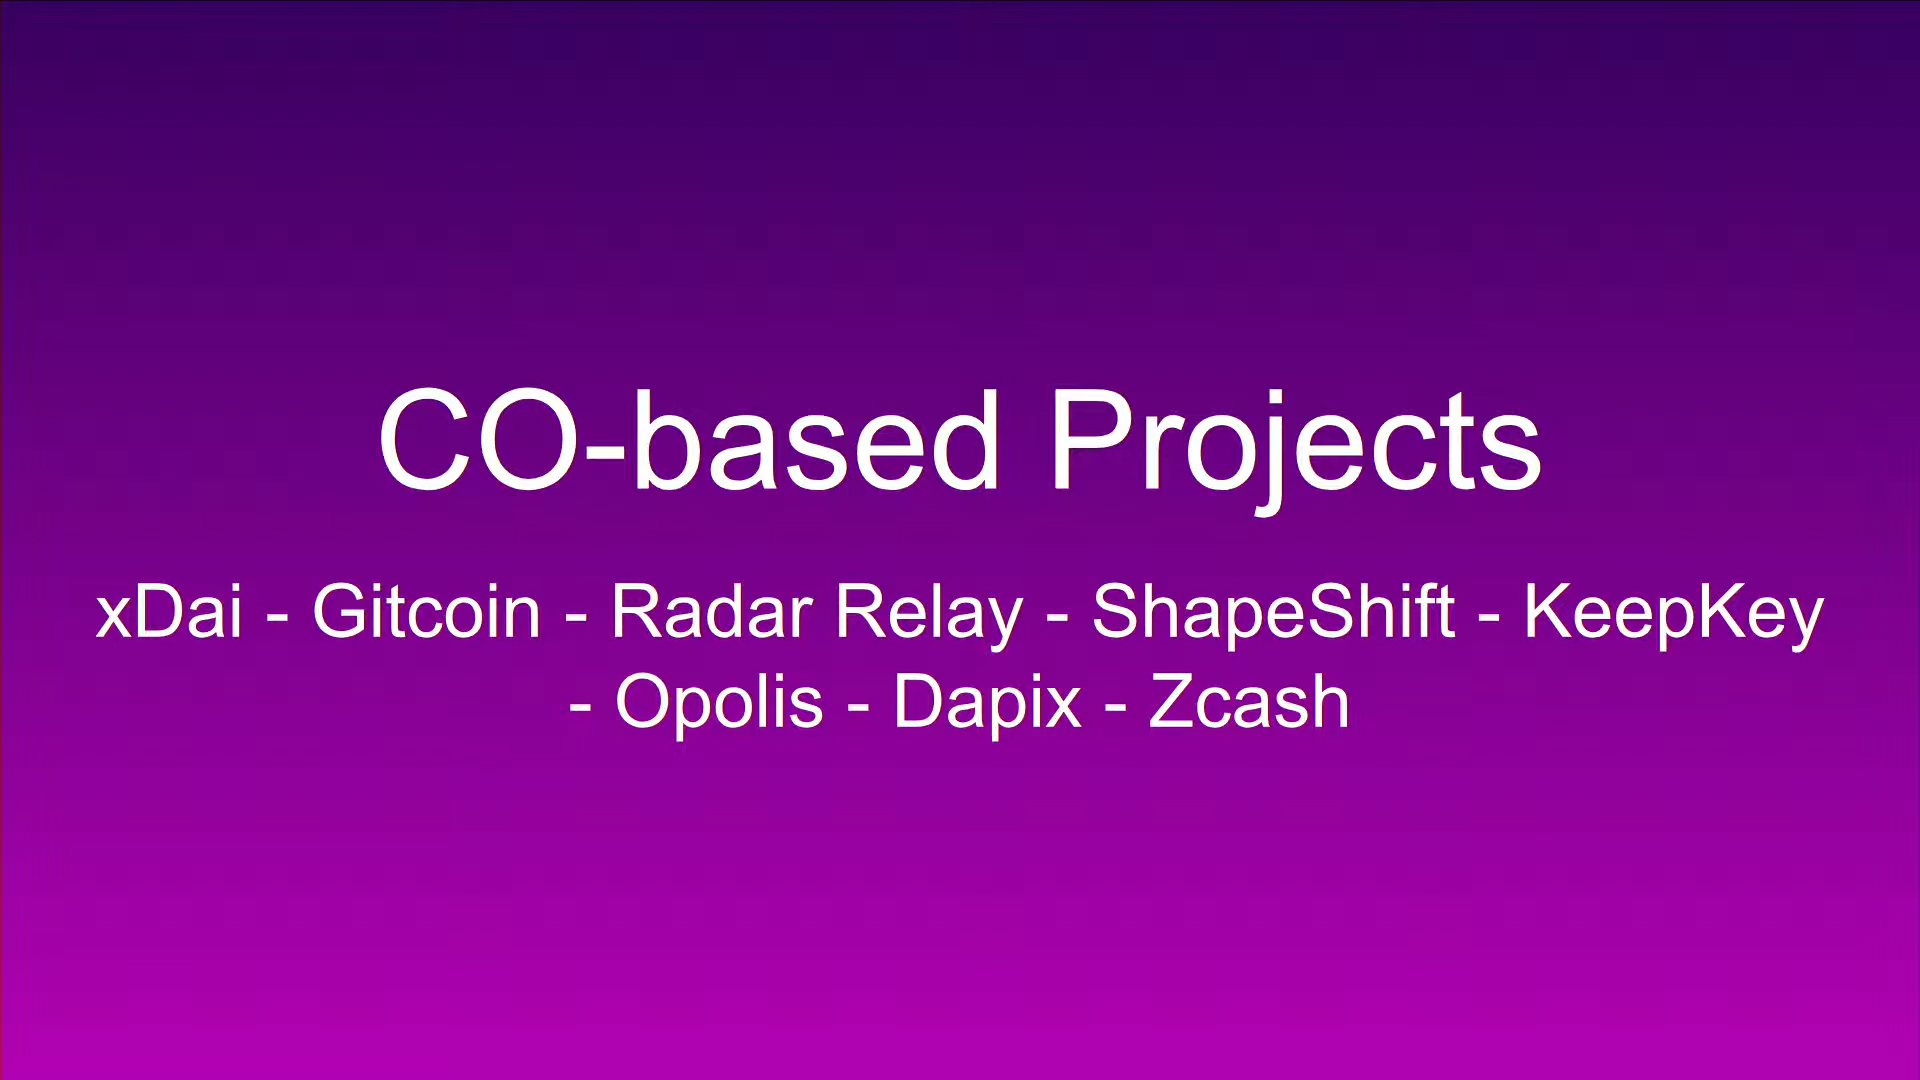 CO-based Projects
xDai - Gitcoin - Radar Relay - ShapeShift - KeepKey
- Opolis - Dapix - Zcash